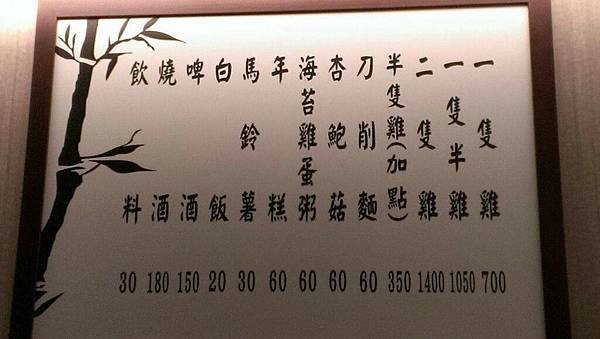 一隻雞 700
一隻半雞 1050
二隻雞 1400
半隻雞(加點) 350
刀削麵 60
杏鮑菇 60
海苔雞蛋粥 60
年糕 60
馬鈴薯 30
白飯 20
啤酒 150
燒酒 180
飲料 30